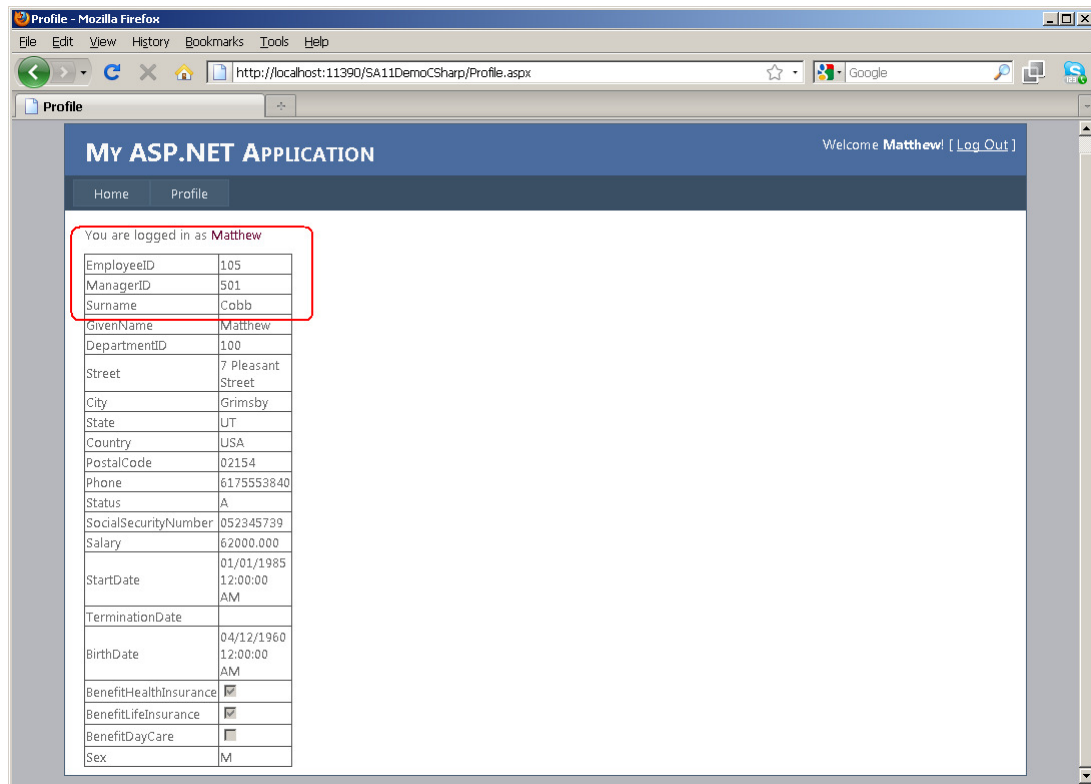 Profile - Mozilla Firefox
File Edit View History Bookmarks Tools Help
http://localhost:11390/SA11DemoCSharp/Profile.aspx
Google
Profile
MY ASP.NET APPLICATION
Welcome Matthew! [ Log Out ]
Home Profile
You are logged in as Matthew
EmployeeID 105
ManagerID 501
Surname Cobb
GivenName Matthew
DepartmentID 100
Street 7 Pleasant
Street
City Grimsby
State UT
Country USA
PostalCode 02154
Phone 6175553840
Status A
SocialSecurityNumber 052345739
Salary 62000.000
StartDate 01/01/1985
12:00:00
AM
TerminationDate
BirthDate 04/12/1960
12:00:00
AM
BenefitHealthInsurance
BenefitLifeInsurance
BenefitDayCare
Sex M